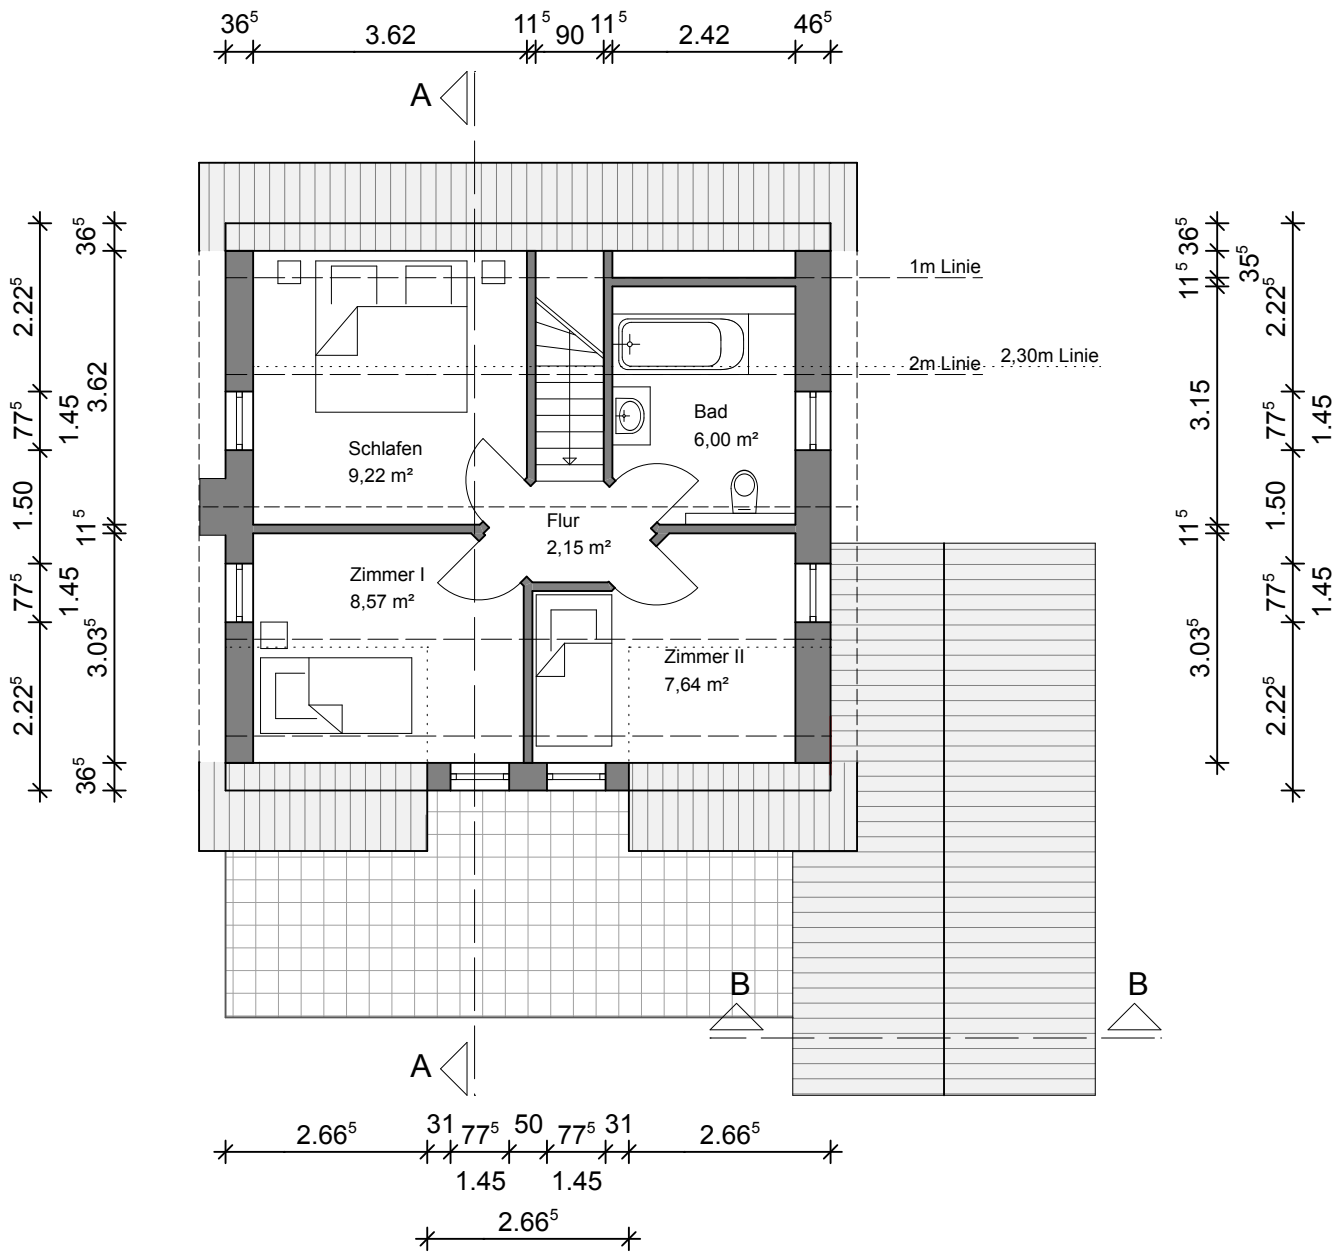 36⁵ 3.62 11⁵ 90 11⁵ 2.42 46⁵
A
36⁵
2.22⁵
3.62
77⁵
1.45
1.50
11⁵
77⁵
1.45
3.03⁵
2.22⁵
36⁵
1m Linie
2,30m Linie
2m Linie
Schlafen
9,22 m²
Bad
6,00 m²
Flur
2,15 m²
Zimmer I
8,57 m²
Zimmer II
7,64 m²
36⁵
35⁵
11⁵
2.22⁵
3.15
77⁵
1.45
1.50
11⁵
77⁵
1.45
3.03⁵
2.22⁵
B B
A
2.66⁵ 31 77⁵ 50 77⁵ 31 2.66⁵
1.45 1.45
2.66⁵